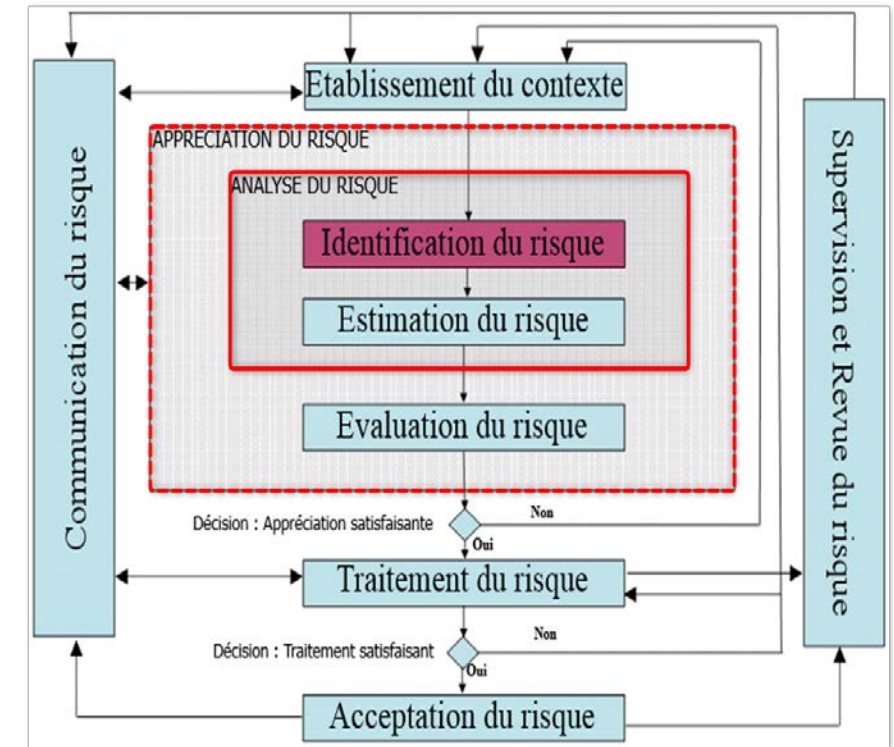 Etablissement du contexte
APPRECIATION DU RISQUE
ANALYSE DU RISQUE
Identification du risque
Estimation du risque
Evaluation du risque
Décision : Appréciation satisfaisante
Non
Oui
Traitement du risque
Décision : Traitement satisfaisant
Non
Oui
Acceptation du risque
Communication du risque
Supervision et Revue du risque